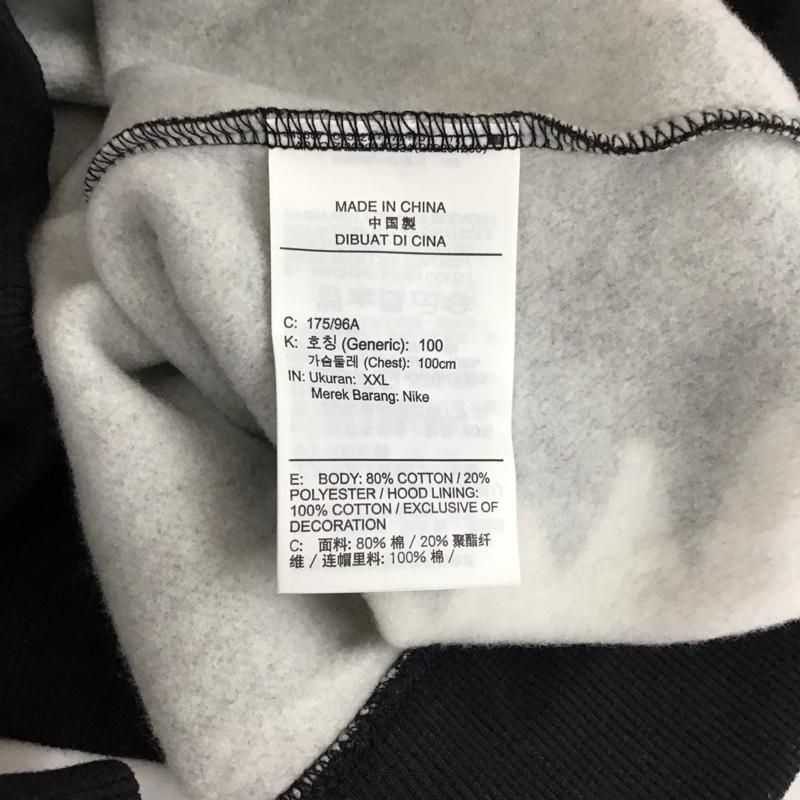 MADE IN CHINA
中国製
DIBUAT DI CINA
C: 175/96A
K: 호칭 (Generic): 100
가슴둘레 (Chest): 100cm
IN: Ukuran: XXL
Merek Barang: Nike
E: BODY: 80% COTTON / 20%
POLYESTER / HOOD LINING:
100% COTTON / EXCLUSIVE OF
DECORATION
C: 面料: 80% 棉 / 20% 聚酯纤
维 / 连帽里料: 100% 棉 /